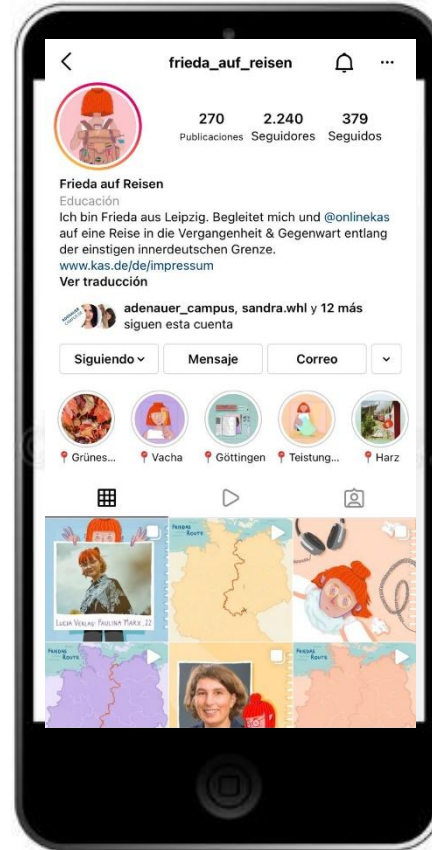 frieda_auf_reisen
270 2.240 379
Publicaciones Seguidores Seguidos
Frieda auf Reisen
Educación
Ich bin Frieda aus Leipzig. Begleitet mich und @onlinekas
auf eine Reise in die Vergangenheit & Gegenwart entlang
der einstigen innerdeutschen Grenze.
www.kas.de/de/impressum
Ver traducción
adenauer_campus, sandra.whl y 12 más
siguen esta cuenta
Siguiendo Mensaje Correo
Grünes... Vacha Göttingen Teistung... Harz
FRIEDAS
ROUTE
LUCIA VERLAG: PAULINA MARX, 22
FRIEDAS
ROUTE
FRIEDAS
ROUTE